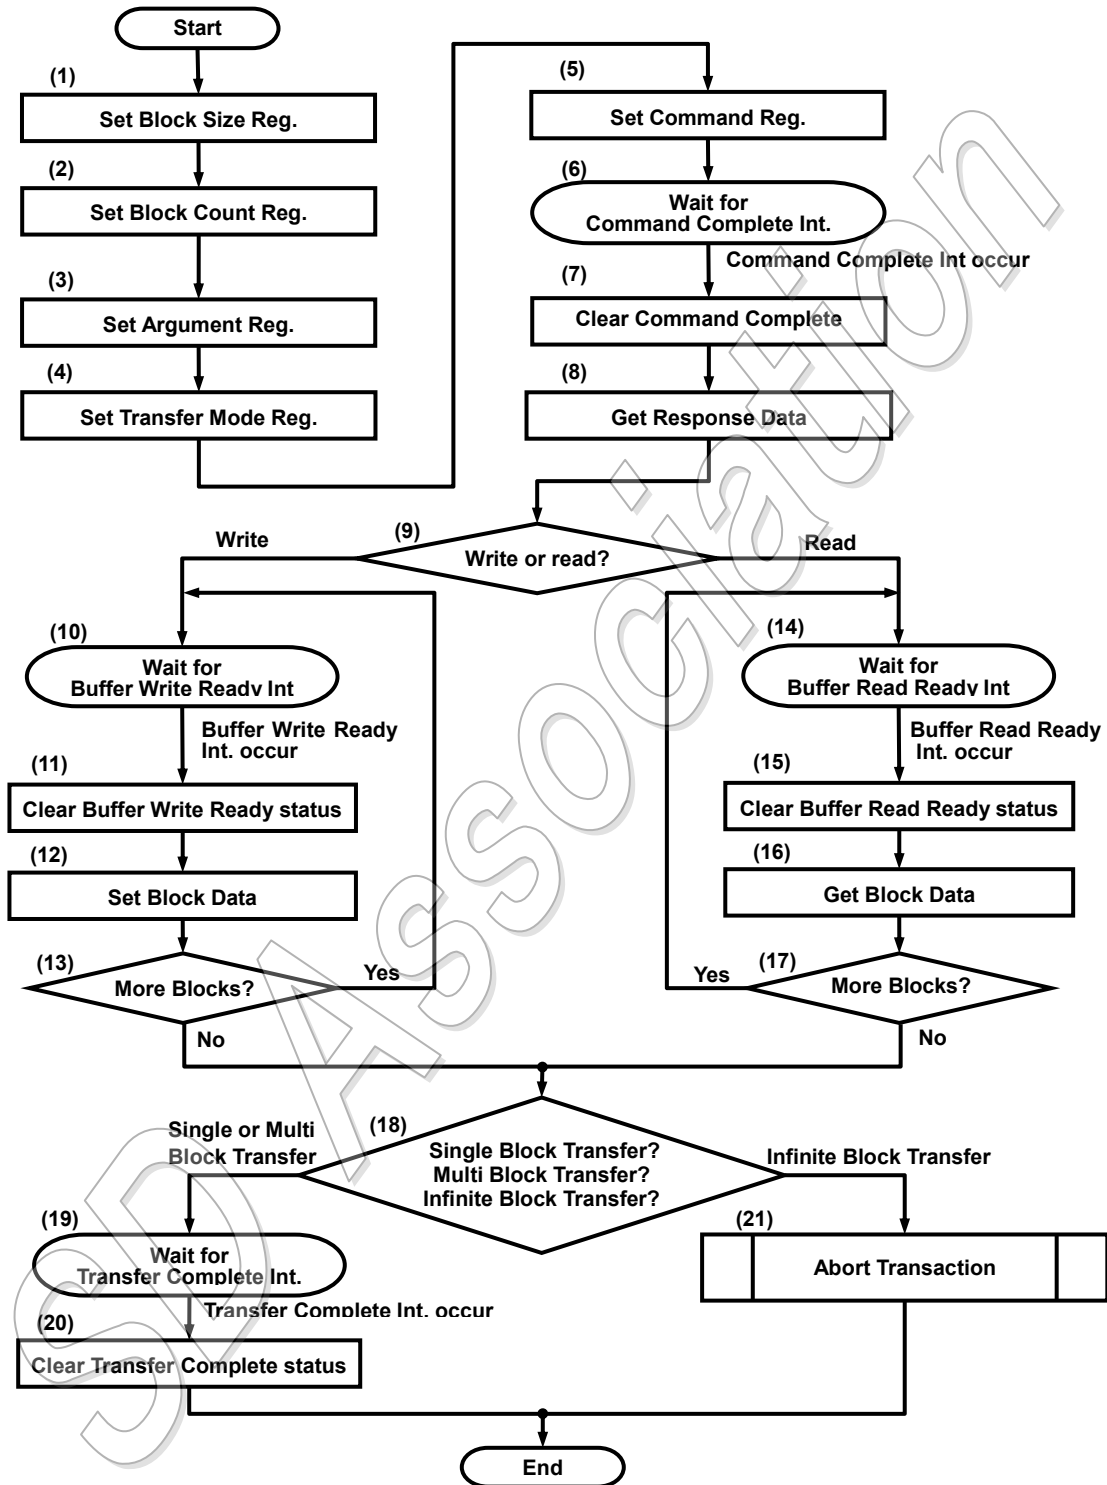 Start
(1)
Set Block Size Reg.
(2)
Set Block Count Reg.
(3)
Set Argument Reg.
(4)
Set Transfer Mode Reg.
(5)
Set Command Reg.
(6)
Wait for
Command Complete Int.
Command Complete Int occur
(7)
Clear Command Complete
(8)
Get Response Data
(9)
Write or read?
Write
Read
(10)
Wait for
Buffer Write Ready Int
Buffer Write Ready
Int. occur
(11)
Clear Buffer Write Ready status
(12)
Set Block Data
(13)
More Blocks?
Yes
No
(14)
Wait for
Buffer Read Ready Int
Buffer Read Ready
Int. occur
(15)
Clear Buffer Read Ready status
(16)
Get Block Data
(17)
More Blocks?
Yes
No
(18)
Single Block Transfer?
Multi Block Transfer?
Infinite Block Transfer?
Single or Multi
Block Transfer
Infinite Block Transfer
(19)
Wait for
Transfer Complete Int.
Transfer Complete Int. occur
(20)
Clear Transfer Complete status
(21)
Abort Transaction
End
SD Association